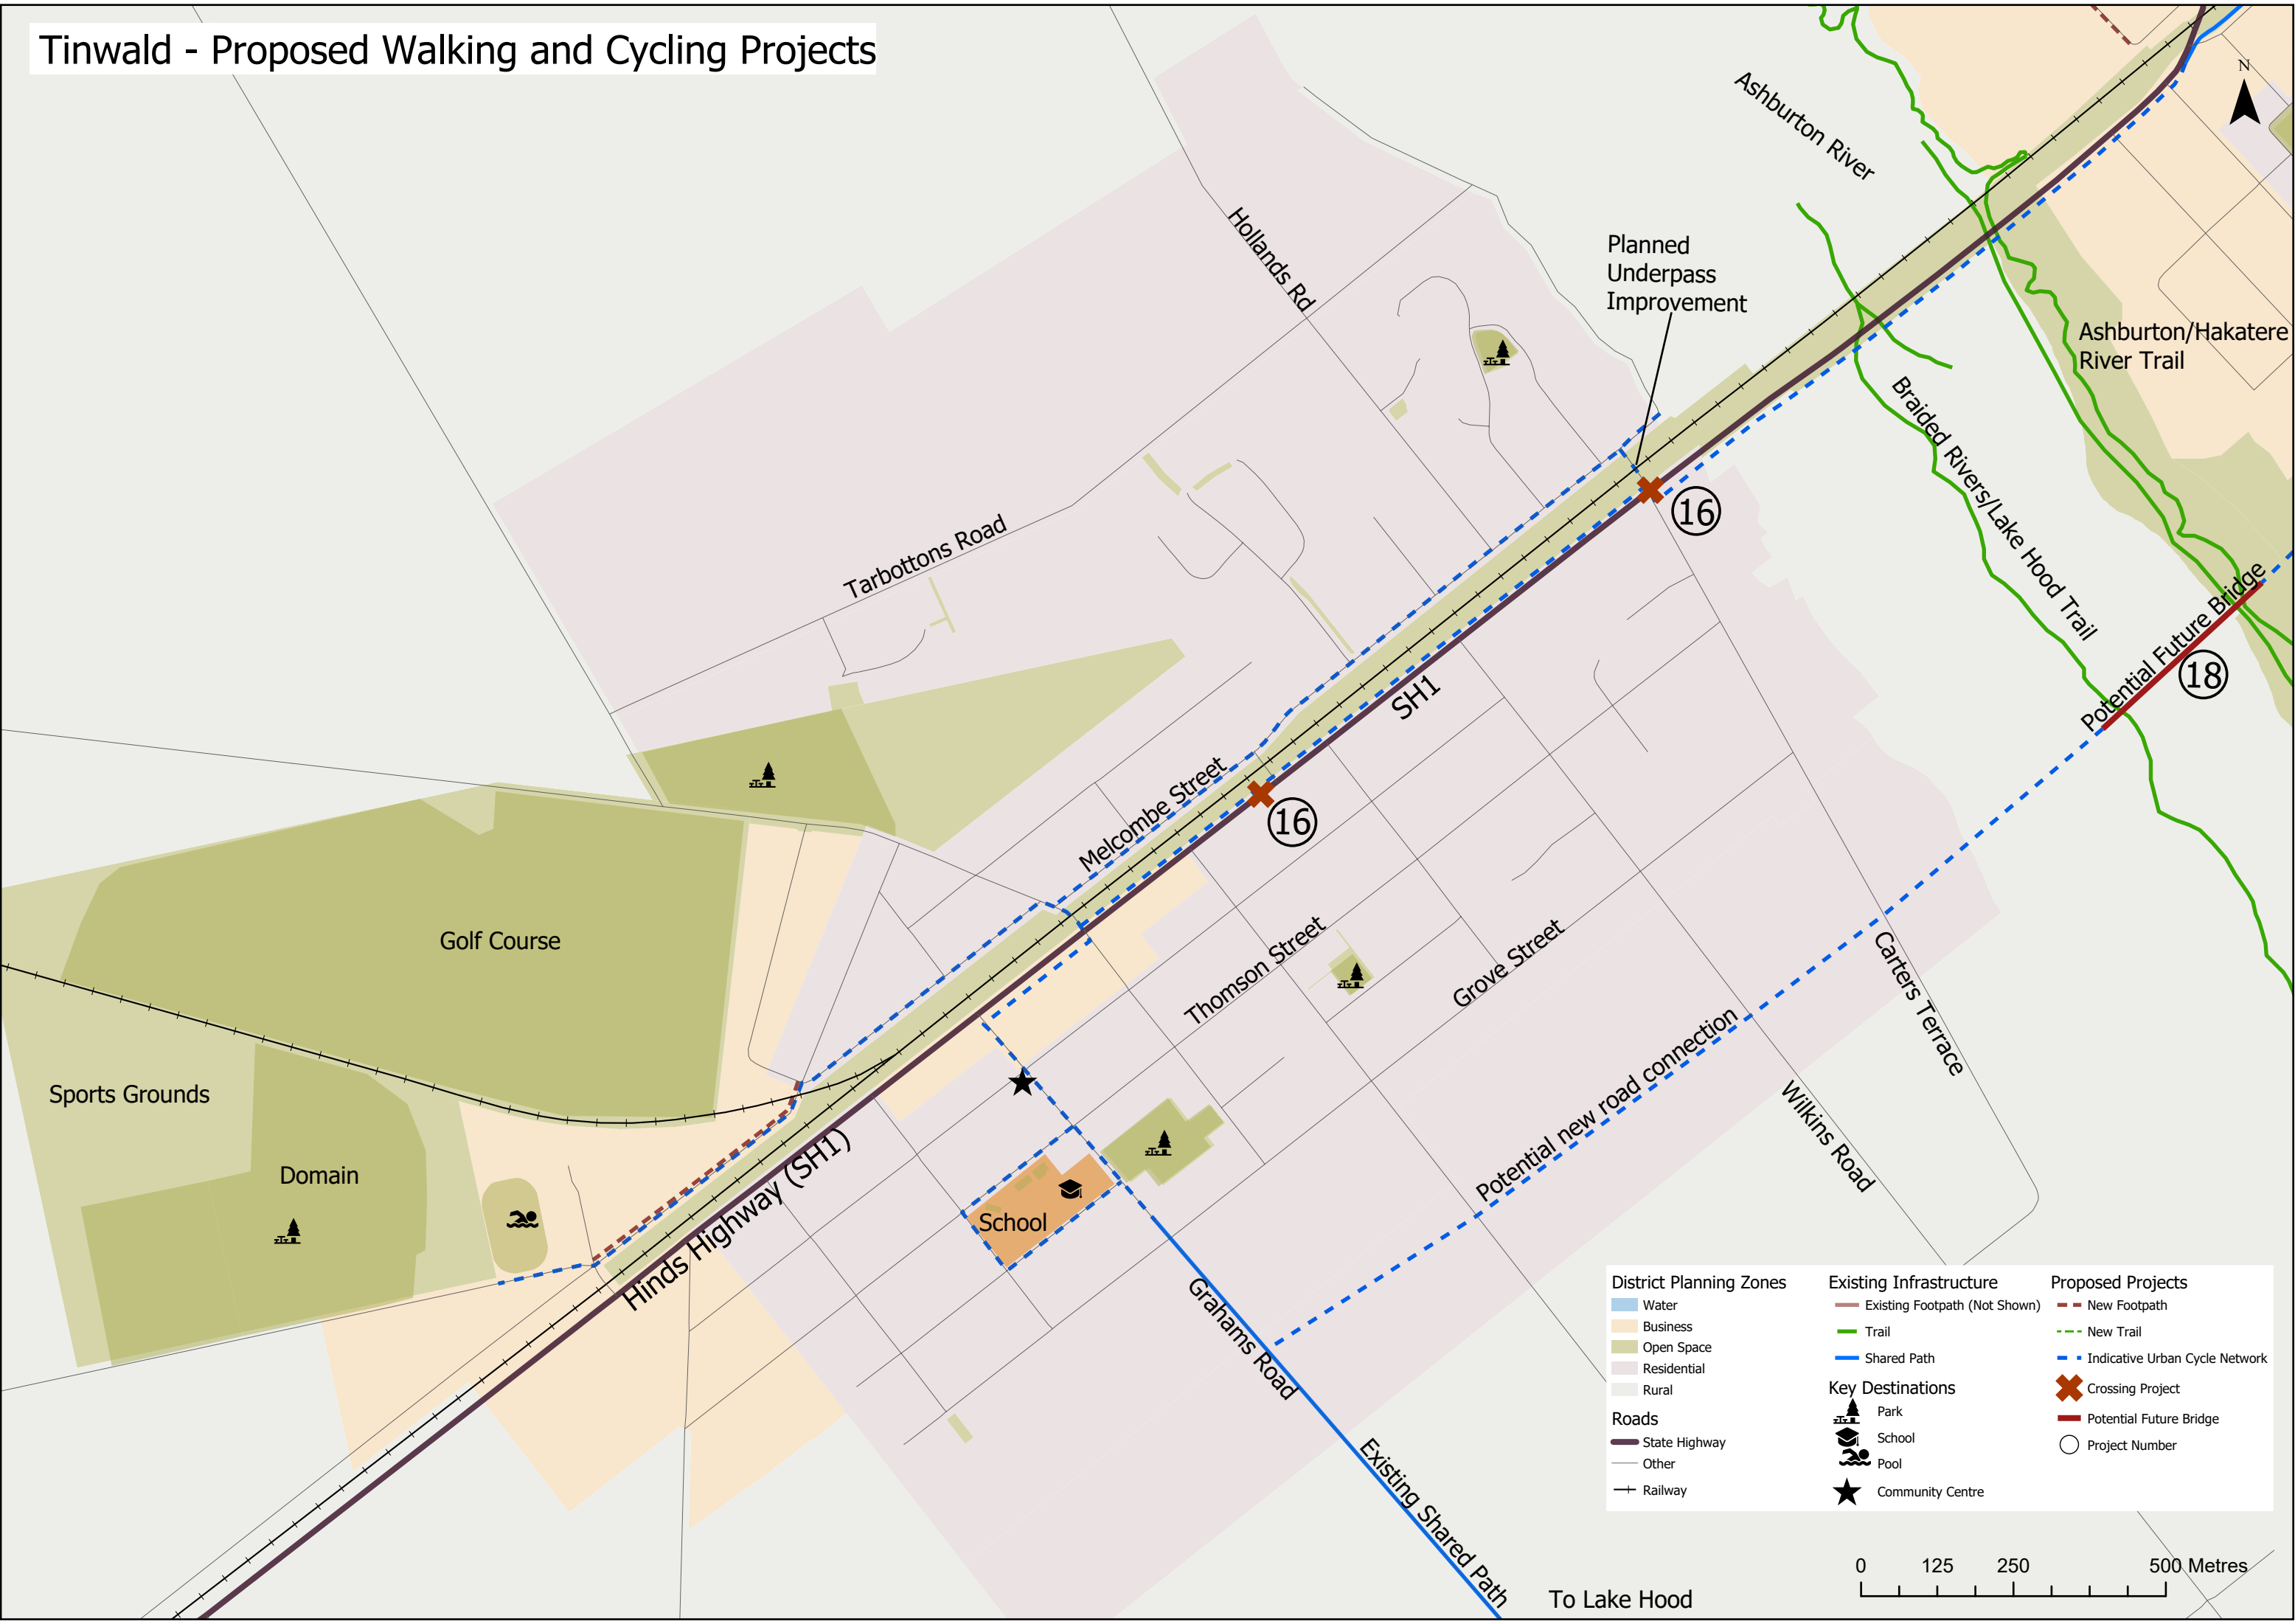 Tinwald - Proposed Walking and Cycling Projects
N
Ashburton River
Hollands Rd
Planned
Underpass
Improvement
Ashburton/Hakatere
River Trail
Braided Rivers/Lake Hood Trail
16
Tarbottons Road
Potential Future Bridge
18
SH1
Melcombe Street
16
Golf Course
Thomson Street
Grove Street
Carters Terrace
Sports Grounds
Potential new road connection
Wilkins Road
Domain
Hinds Highway (SH1)
School
Grahams Road
Existing Shared Path
To Lake Hood
District Planning Zones
Water
Business
Open Space
Residential
Rural
Roads
State Highway
Other
Railway
Existing Infrastructure
Existing Footpath (Not Shown)
Trail
Shared Path
Key Destinations
Park
School
Pool
Community Centre
Proposed Projects
New Footpath
New Trail
Indicative Urban Cycle Network
Crossing Project
Potential Future Bridge
Project Number
0 125 250 500 Metres